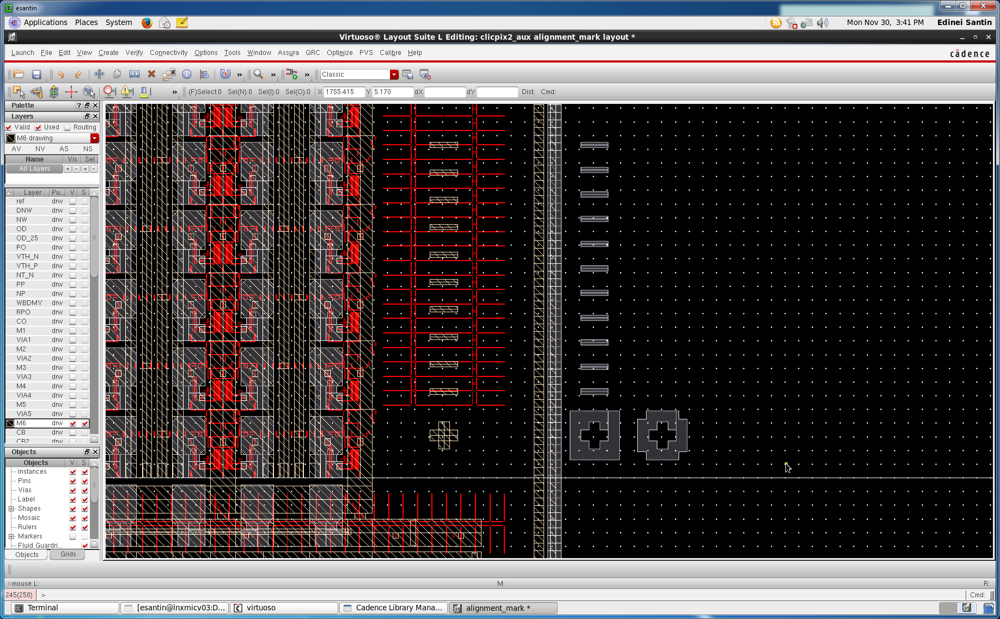 esantin
Applications Places System
Mon Nov 30, 3:41 PM Edinei Santin
Virtuoso® Layout Suite L Editing: clicpix2_aux alignment_mark layout *
Launch File Edit View Create Verify Connectivity Options Tools Window Assura QRC Optimize PVS Calibre Help
cādence
» » » Classic
» (F)Select:0 Sel(N):0 Sel(I):0 Sel(O):0 X 1755.415 Y 5.170 dX dY Dist: Cmd:
Palette
Layers
Valid Used Routing
M6 drawing
AV NV AS NS
Name Vis Sel
All Layers + - + -
Layer Pu... V S
ref drw
DNW drw
NW drw
OD drw
OD_25 drw
PO drw
VTH_N drw
VTH_P drw
NT_N drw
PP drw
NP drw
WBDMY drw
RPO drw
CO drw
M1 drw
VIA1 drw
M2 drw
VIA2 drw
M3 drw
VIA3 drw
M4 drw
VIA4 drw
M5 drw
VIA5 drw
M6 drw
CB drw
CB2 drw
Objects
Objects V S
Instances
Pins
Vias
Label
Shapes
Mosaic
Rulers
Markers
Fluid Guardri...
Objects Grids
mouse L: M: R:
245(258) > Cmd:
Terminal [esantin@lnxmicv03:D... virtuoso Cadence Library Mana... alignment_mark *